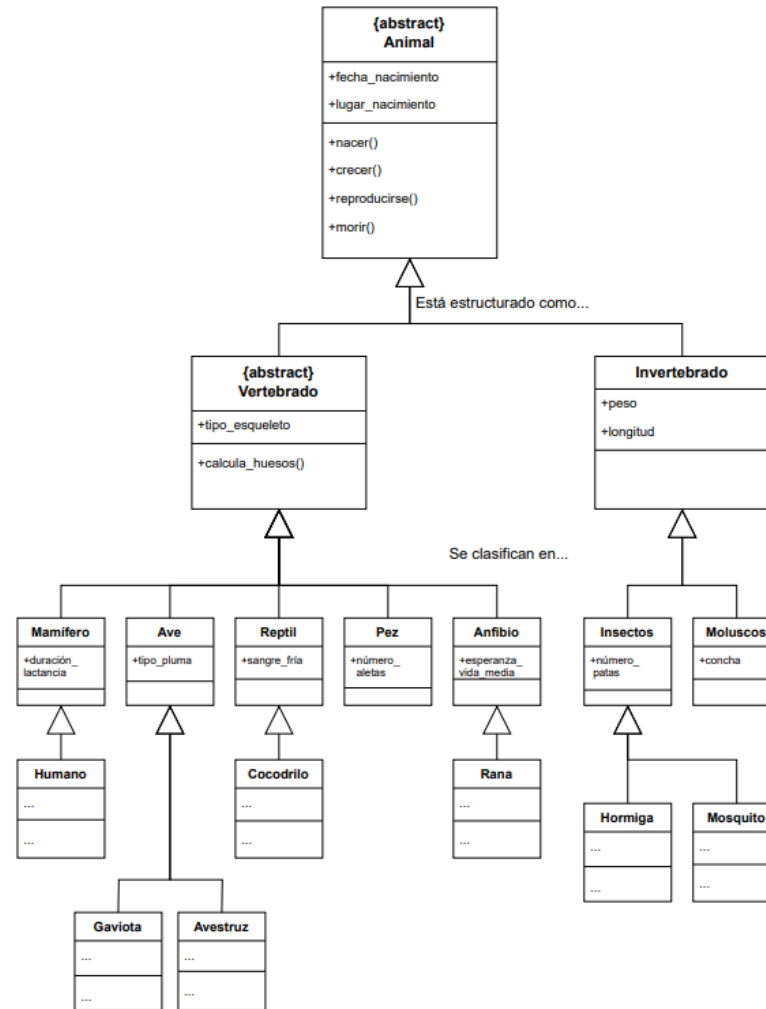 {abstract}
Animal
+fecha_nacimiento
+lugar_nacimiento
+nacer()
+crecer()
+reproducirse()
+morir()
Está estructurado como...
{abstract}
Vertebrado
+tipo_esqueleto
+calcula_huesos()
Invertebrado
+peso
+longitud
Se clasifican en...
Mamífero
+duración_
lactancia
Ave
+tipo_pluma
Reptil
+sangre_fría
Pez
+número_
aletas
Anfibio
+esperanza_
vida_media
Insectos
+número_
patas
Moluscos
+concha
Humano
...
...
Cocodrilo
...
...
Rana
...
...
Hormiga
...
...
Mosquito
...
...
Gaviota
...
...
Avestruz
...
...